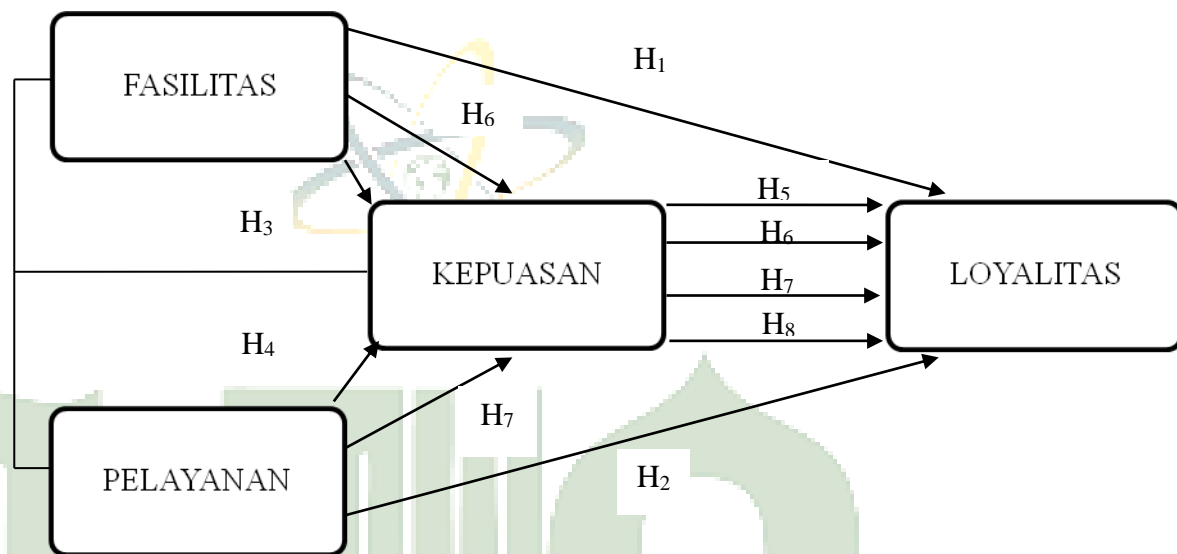 FASILITAS
H₁
H₆
H₃
H₅
H₆
KEPUASAN
LOYALITAS
H₇
H₈
H₄
H₇
PELAYANAN
H₂